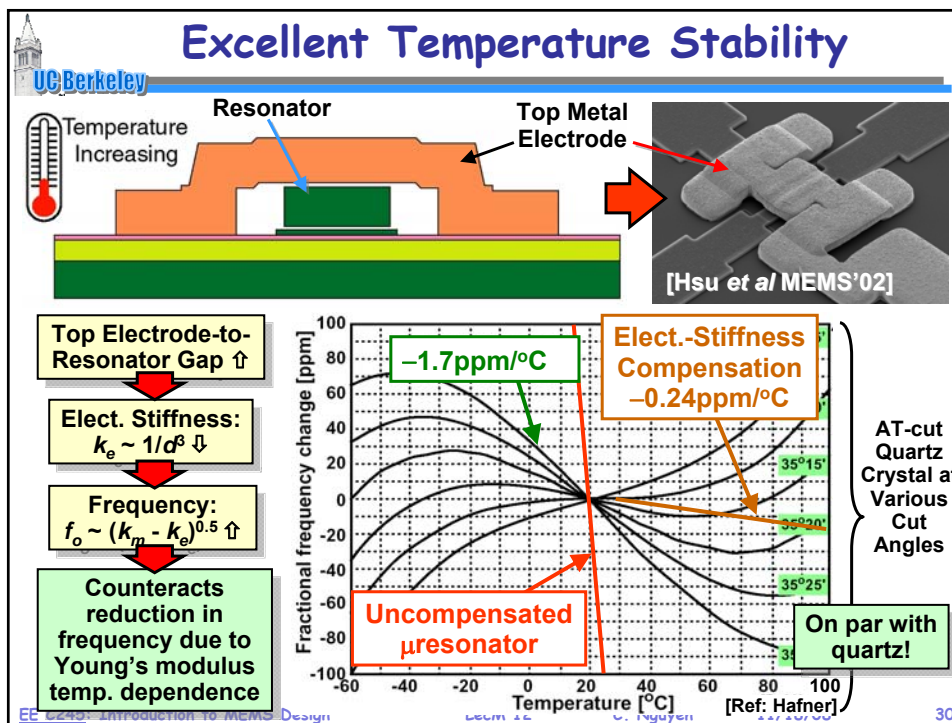 Excellent Temperature Stability
UC Berkeley
Temperature
Increasing
Resonator
Top Metal
Electrode
[Hsu et al MEMS'02]
Top Electrode-to-
Resonator Gap ⇧
Elect. Stiffness:
ke ~ 1/d³ ⇩
Frequency:
fo ~ (km - ke)^0.5 ⇧
Counteracts
reduction in
frequency due to
Young's modulus
temp. dependence
Fractional frequency change [ppm]
100
80
60
40
20
0
-20
-40
-60
-80
-100
–1.7ppm/°C
Elect.-Stiffness
Compensation
–0.24ppm/°C
35°15'
35°20'
35°25'
Uncompensated
μresonator
-60 -40 -20 0 20 40 60 80 100
Temperature [°C]
[Ref: Hafner]
AT-cut
Quartz
Crystal at
Various
Cut
Angles
On par with
quartz!
EE C245: Introduction to MEMS Design LecM 12 C. Nguyen 30